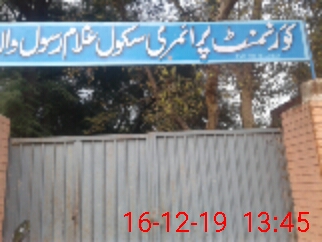 گورنمنٹ پرائمری سکول غلام رسول والا
16-12-19 13:45